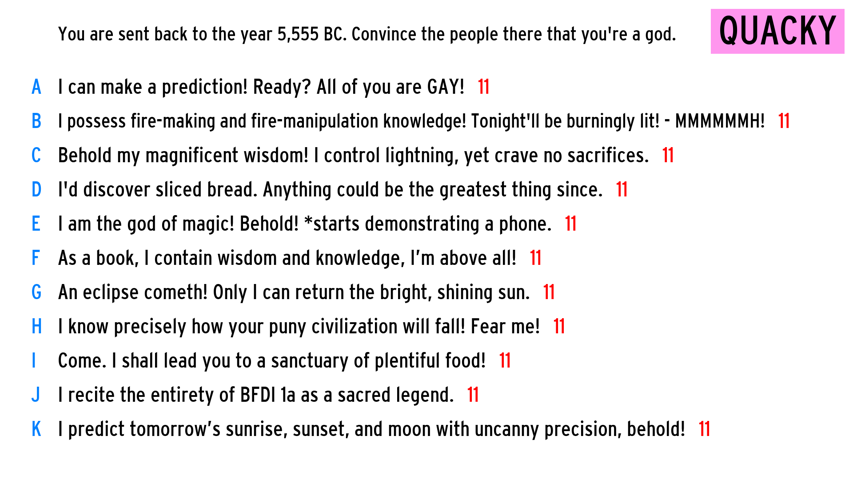 You are sent back to the year 5,555 BC. Convince the people there that you're a god.
QUACKY
A I can make a prediction! Ready? All of you are GAY! 11
B I possess fire-making and fire-manipulation knowledge! Tonight'll be burningly lit! - MMMMMMH! 11
C Behold my magnificent wisdom! I control lightning, yet crave no sacrifices. 11
D I'd discover sliced bread. Anything could be the greatest thing since. 11
E I am the god of magic! Behold! *starts demonstrating a phone. 11
F As a book, I contain wisdom and knowledge, I’m above all! 11
G An eclipse cometh! Only I can return the bright, shining sun. 11
H I know precisely how your puny civilization will fall! Fear me! 11
I Come. I shall lead you to a sanctuary of plentiful food! 11
J I recite the entirety of BFDI 1a as a sacred legend. 11
K I predict tomorrow’s sunrise, sunset, and moon with uncanny precision, behold! 11